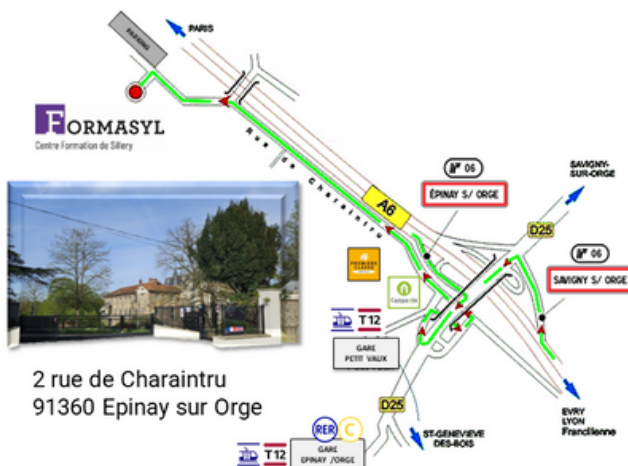 PARIS
PARKING
FORMASYL
Centre Formation de Sillery
Rue de Charaintru
A6
06
ÉPINAY S/ ORGE
SAVIGNY-
SUR-ORGE
D25
06
SAVIGNY S/ ORGE
PREMIERE
CLASSE
Campanile
T12
GARE
PETIT VAUX
2 rue de Charaintru
91360 Epinay sur Orge
D25
EVRY
LYON
Francilienne
ST-GENEVIEVE
DES-BOIS
RER C
T12
GARE
EPINAY /ORGE